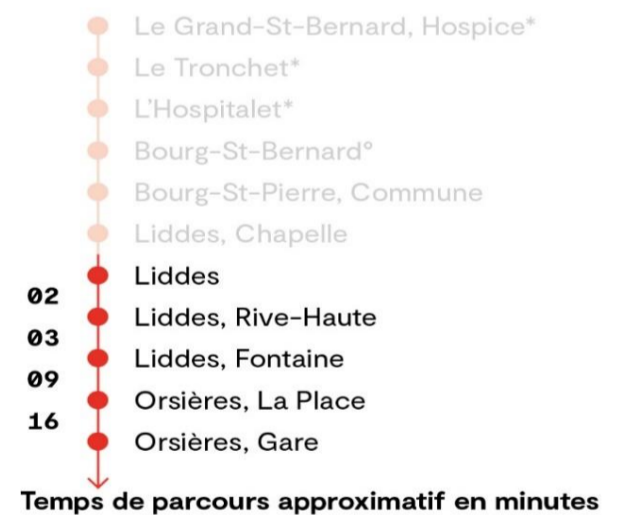 Le Grand-St-Bernard, Hospice*
Le Tronchet*
L'Hospitalet*
Bourg-St-Bernard°
Bourg-St-Pierre, Commune
Liddes, Chapelle
Liddes
02
Liddes, Rive-Haute
03
Liddes, Fontaine
09
Orsières, La Place
16
Orsières, Gare
Temps de parcours approximatif en minutes